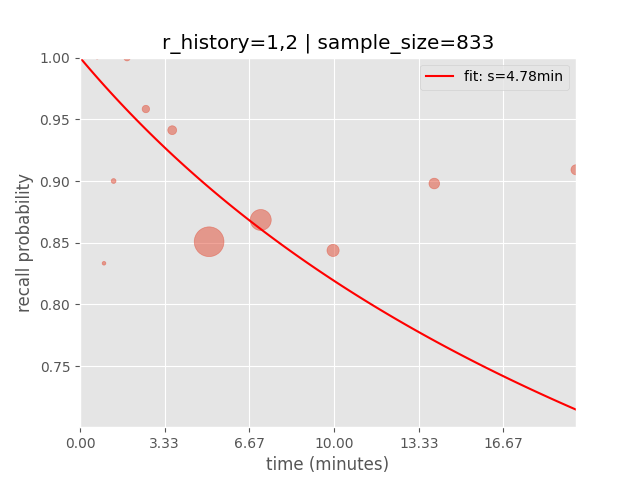 r_history=1,2 | sample_size=833
fit: s=4.78min
1.00
0.95
0.90
0.85
0.80
0.75
recall probability
0.00 3.33 6.67 10.00 13.33 16.67
time (minutes)